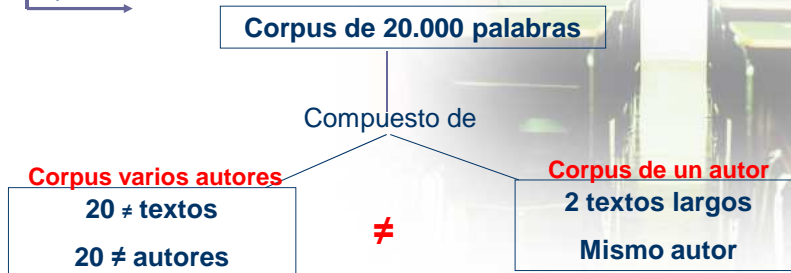 Corpus de 20.000 palabras
Compuesto de
Corpus varios autores
20 ≠ textos
20 ≠ autores
≠
Corpus de un autor
2 textos largos
Mismo autor